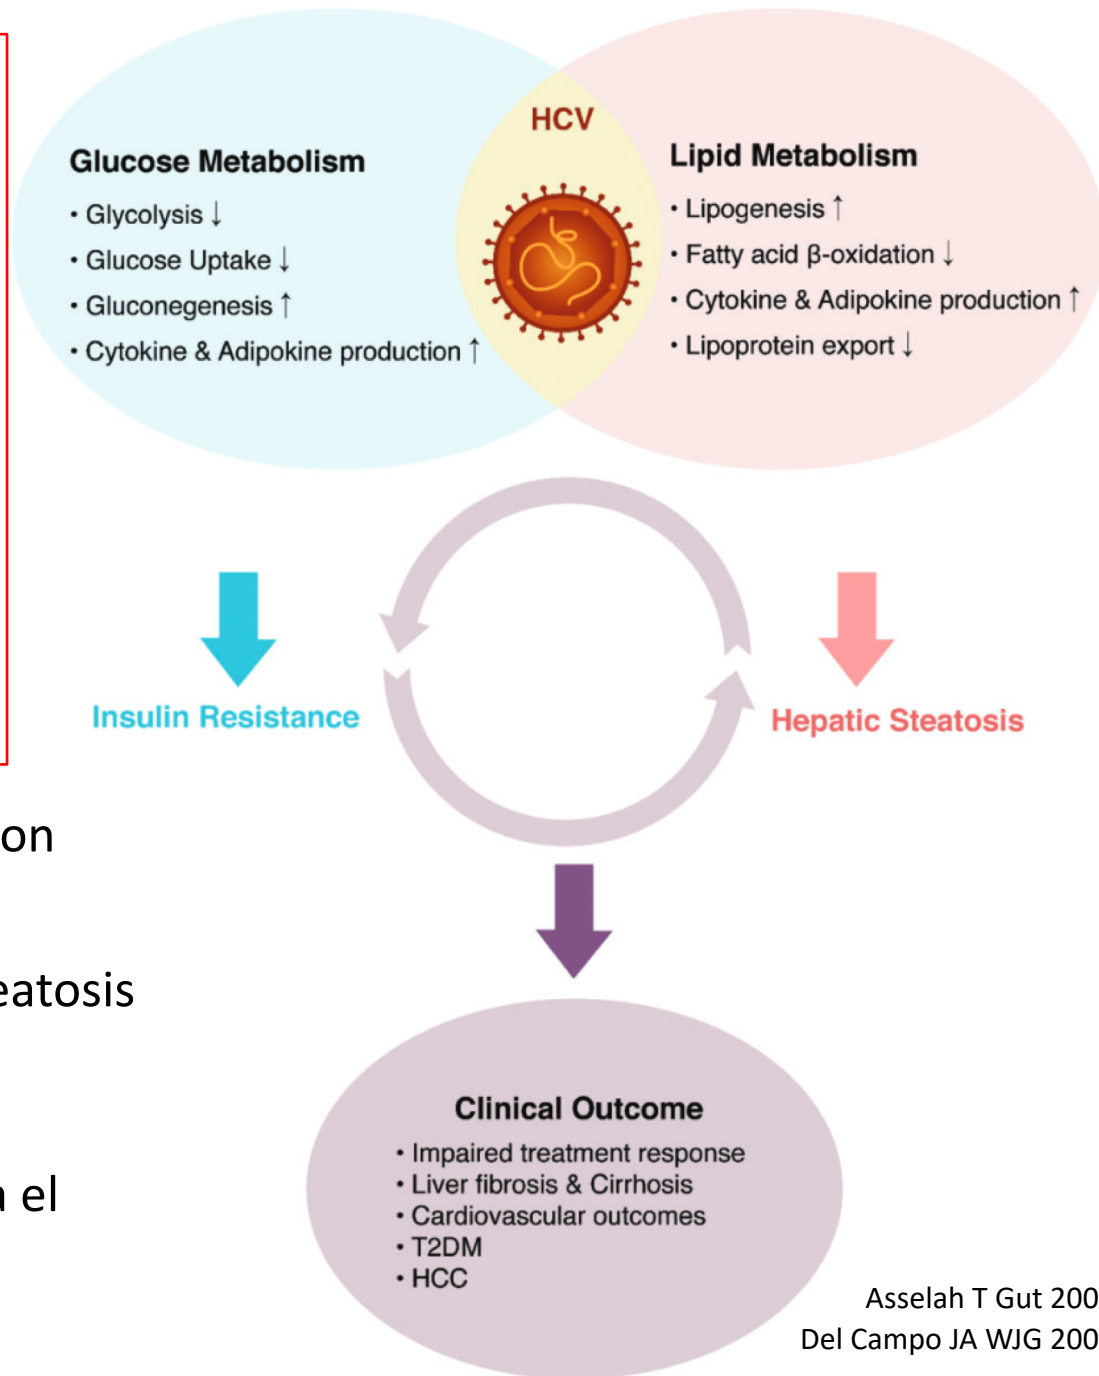 HCV
Glucose Metabolism
• Glycolysis ↓
• Glucose Uptake ↓
• Gluconegenesis ↑
• Cytokine & Adipokine production ↑
Lipid Metabolism
• Lipogenesis ↑
• Fatty acid β-oxidation ↓
• Cytokine & Adipokine production ↑
• Lipoprotein export ↓
Insulin Resistance
Hepatic Steatosis
on
eatosis
a el
Clinical Outcome
• Impaired treatment response
• Liver fibrosis & Cirrhosis
• Cardiovascular outcomes
• T2DM
• HCC
Asselah T Gut 200
Del Campo JA WJG 200